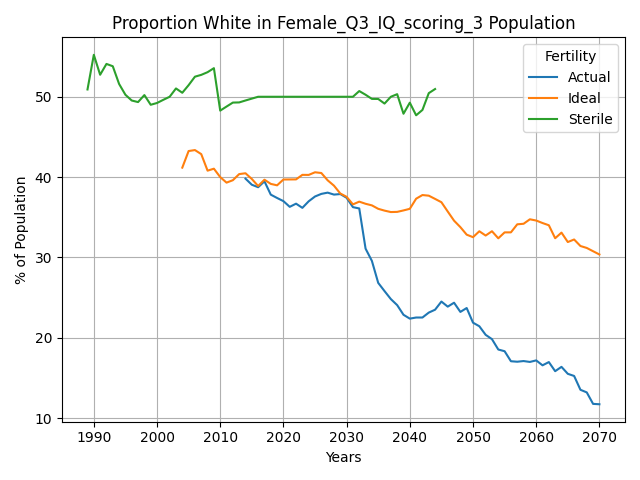 Proportion White in Female_Q3_IQ_scoring_3 Population
Fertility
Actual
Ideal
Sterile
% of Population
50
40
30
20
10
1990 2000 2010 2020 2030 2040 2050 2060 2070
Years